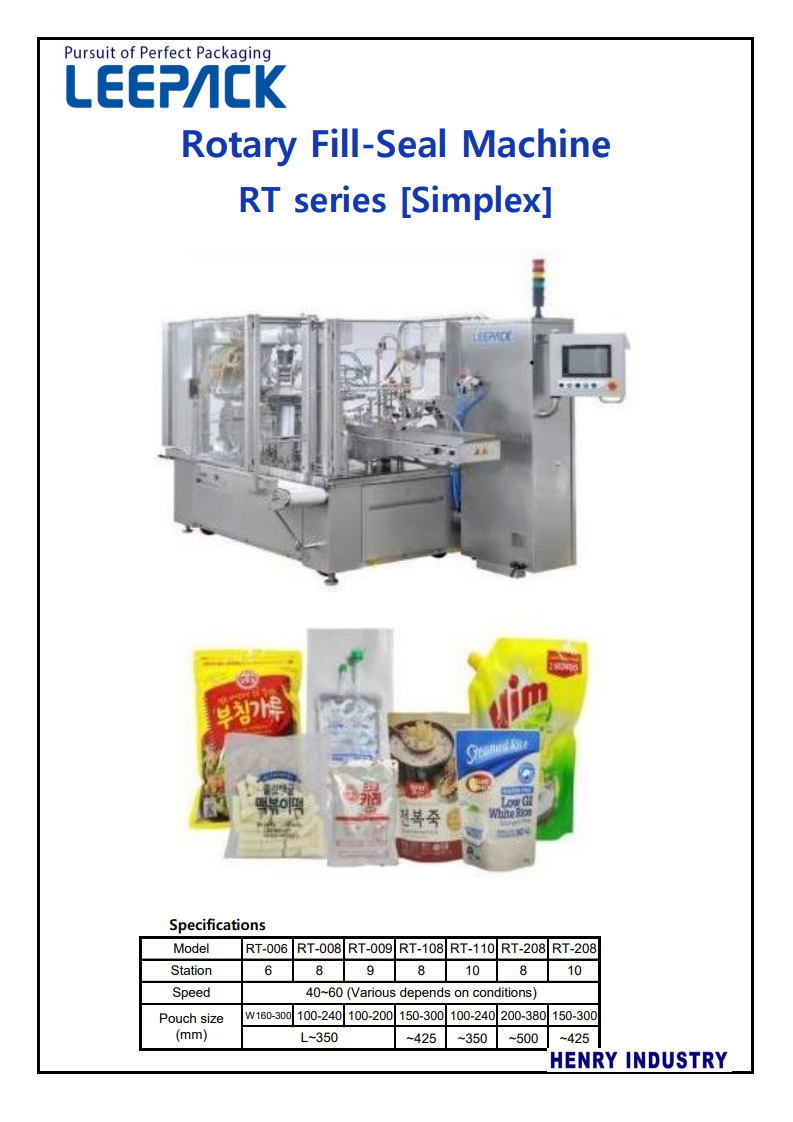 Pursuit of Perfect Packaging
LEEPACK
Rotary Fill-Seal Machine
RT series [Simplex]
LEEPACK
부침가루
2 HONGOS
Vim
Steamed Rice
떡볶이떡
카레
전복죽
Low GI
White Rice
Specifications
Model RT-006 RT-008 RT-009 RT-108 RT-110 RT-208 RT-208
Station 6 8 9 8 10 8 10
Speed 40~60 (Various depends on conditions)
Pouch size (mm) W160-300 100-240 100-200 150-300 100-240 200-380 150-300
L~350 ~425 ~350 ~500 ~425
HENRY INDUSTRY